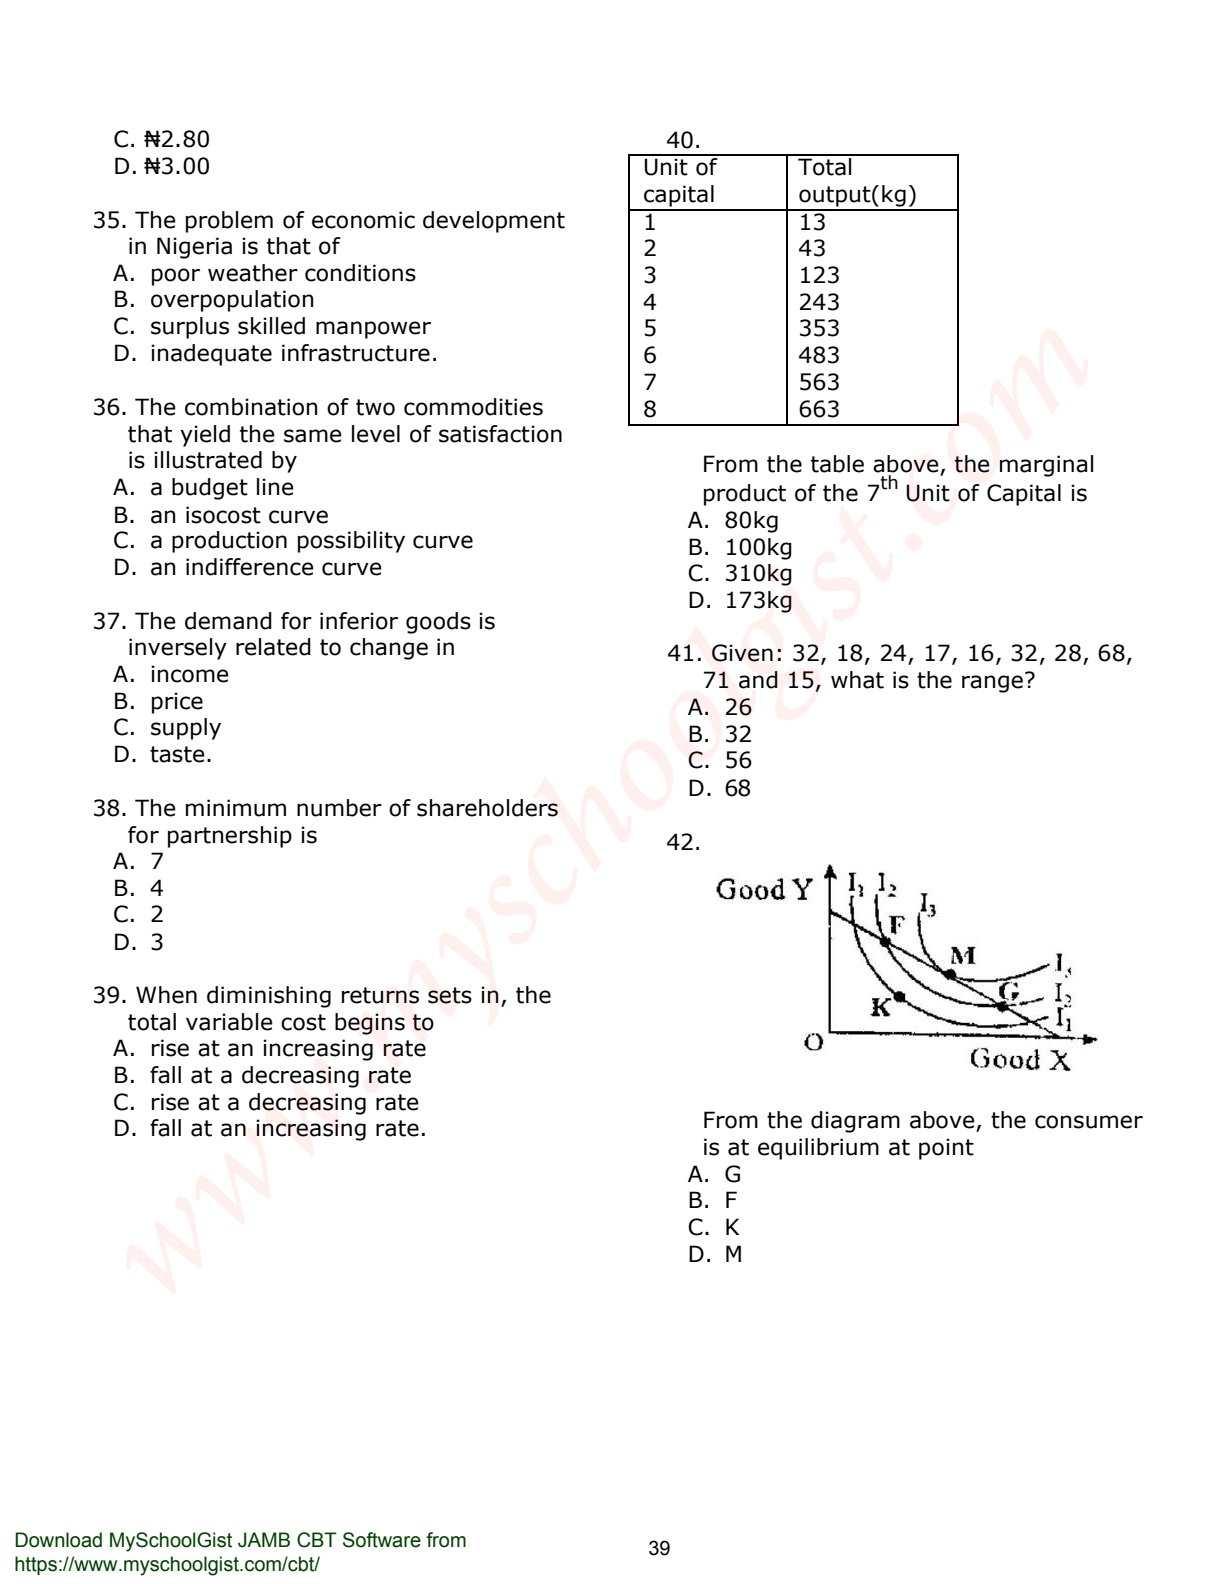 C. ₦2.80
D. ₦3.00
35. The problem of economic development
in Nigeria is that of
A. poor weather conditions
B. overpopulation
C. surplus skilled manpower
D. inadequate infrastructure.
36. The combination of two commodities
that yield the same level of satisfaction
is illustrated by
A. a budget line
B. an isocost curve
C. a production possibility curve
D. an indifference curve
37. The demand for inferior goods is
inversely related to change in
A. income
B. price
C. supply
D. taste.
38. The minimum number of shareholders
for partnership is
A. 7
B. 4
C. 2
D. 3
39. When diminishing returns sets in, the
total variable cost begins to
A. rise at an increasing rate
B. fall at a decreasing rate
C. rise at a decreasing rate
D. fall at an increasing rate.
40.
Unit of capital Total output(kg)
1 13
2 43
3 123
4 243
5 353
6 483
7 563
8 663
From the table above, the marginal
product of the 7th Unit of Capital is
A. 80kg
B. 100kg
C. 310kg
D. 173kg
41. Given: 32, 18, 24, 17, 16, 32, 28, 68,
71 and 15, what is the range?
A. 26
B. 32
C. 56
D. 68
42.
Good Y I1 I2
I3
F
M
I3
G
I2
K
I1
O
Good X
From the diagram above, the consumer
is at equilibrium at point
A. G
B. F
C. K
D. M
www.myschoolgist.com
Download MySchoolGist JAMB CBT Software from
https://www.myschoolgist.com/cbt/
39